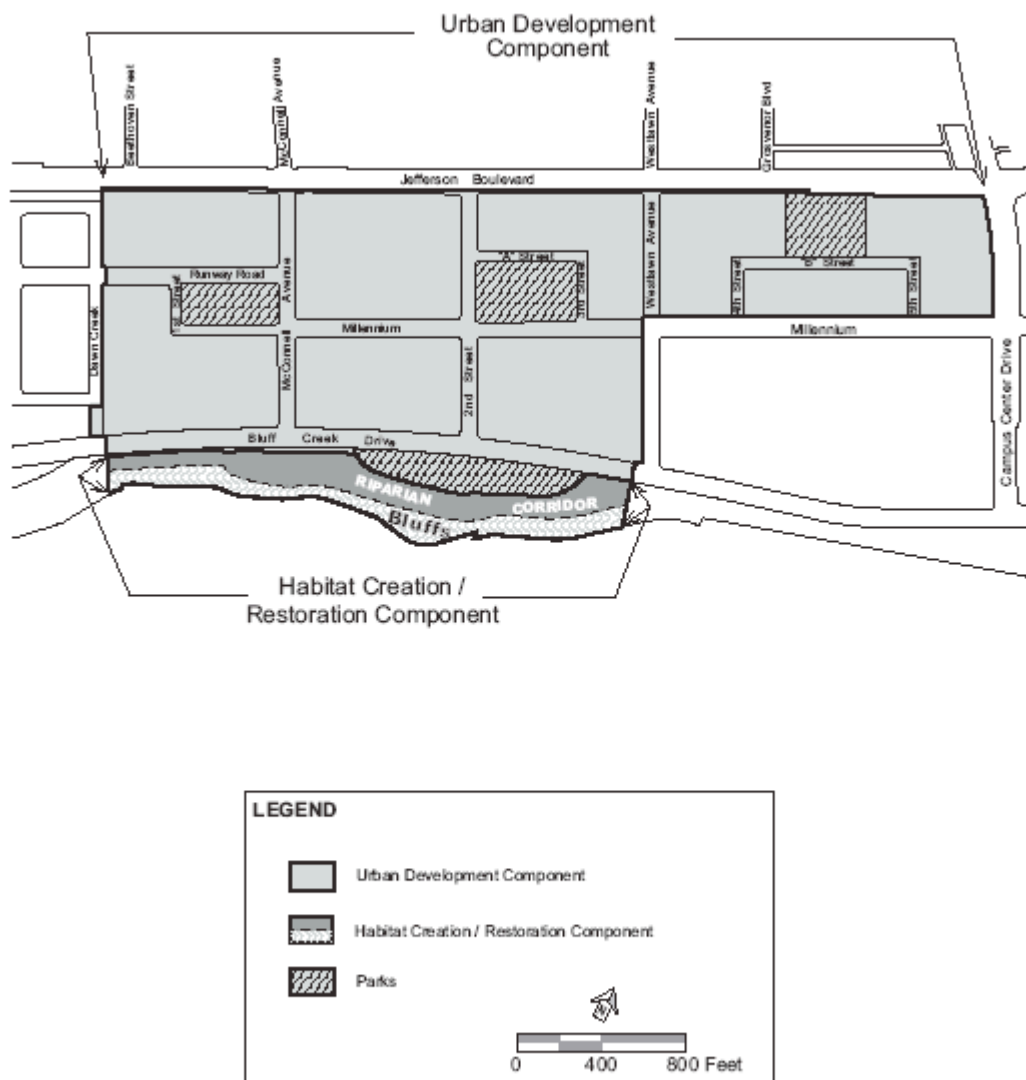 Urban Development
Component
Beethoven Street
McConnell Avenue
Westlawn Avenue
Grosvenor Blvd
Jefferson Boulevard
"A" Street
Westlawn Avenue
"B" Street
Runway Road
Avenue
1st Street
3rd Street
4th Street
5th Street
Millennium
Millennium
Dawn Creek
McConnell
2nd Street
Campus Center Drive
Bluff Creek Drive
RIPARIAN
CORRIDOR
Bluffs
Habitat Creation /
Restoration Component
LEGEND
Urban Development Component
Habitat Creation / Restoration Component
Parks
0 400 800 Feet